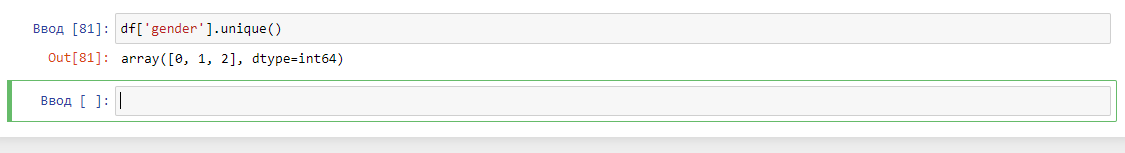 Ввод [81]: df['gender'].unique()
Out[81]: array([0, 1, 2], dtype=int64)
Ввод [ ]: